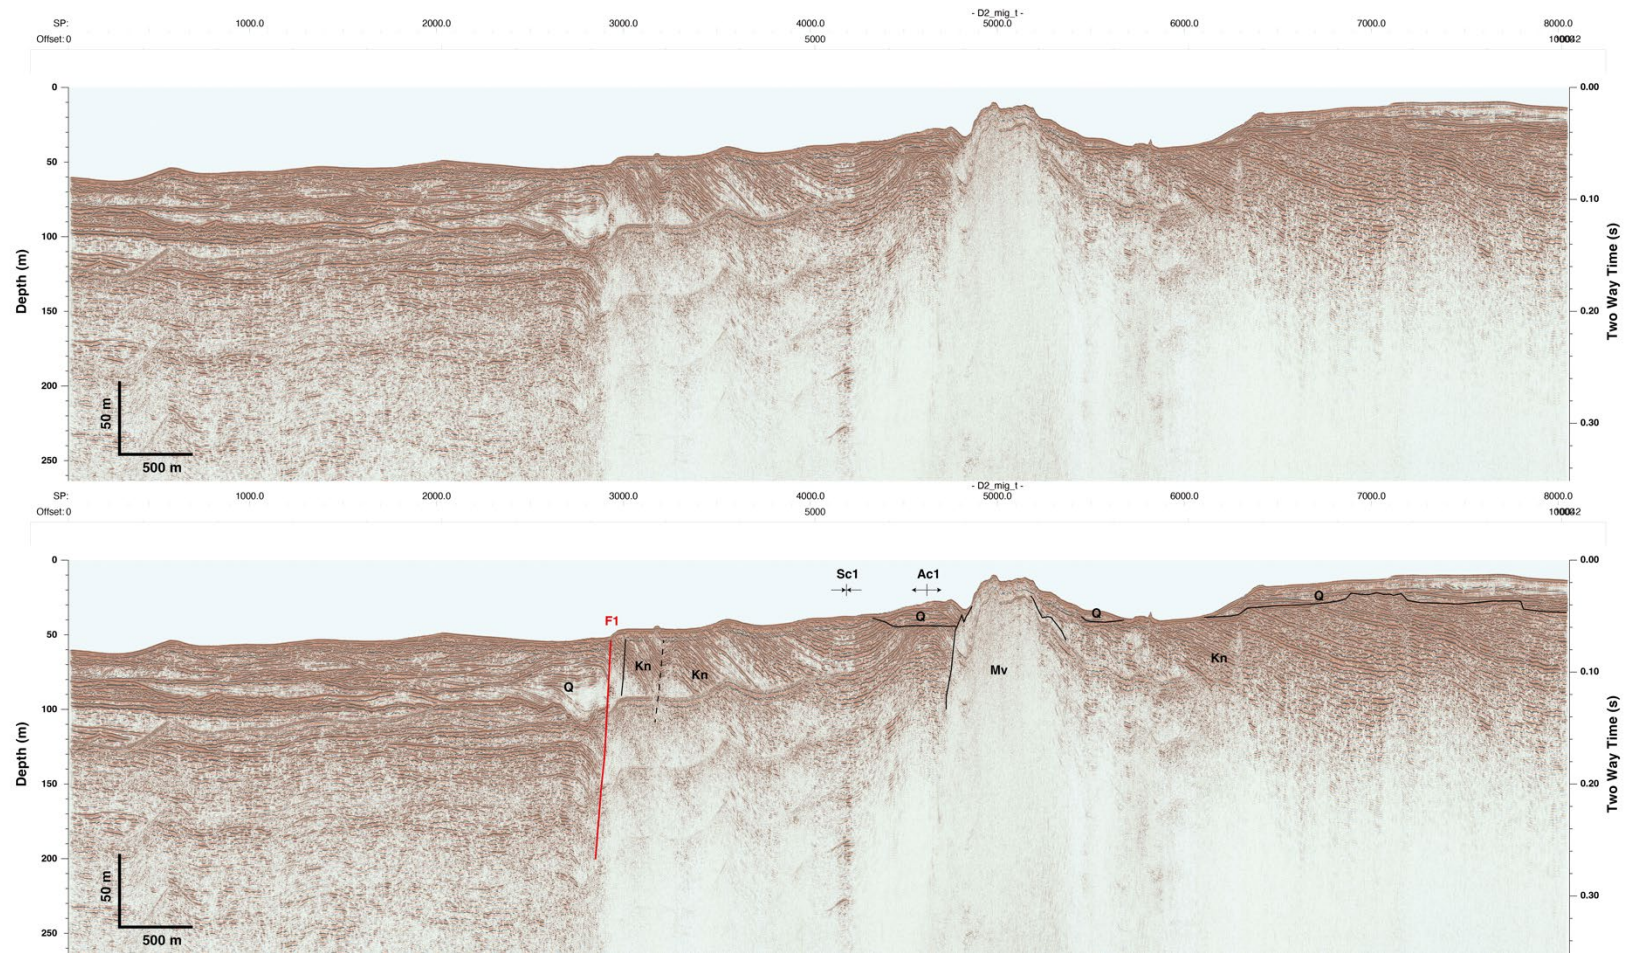 - D2_mig_t -
SP: 1000.0 2000.0 3000.0 4000.0 5000.0 6000.0 7000.0 8000.0
Offset: 0 5000
0 0.00
50
0.10
100
150
0.20
200
0.30
250
Depth (m)
Two Way Time (s)
50 m
500 m
- D2_mig_t -
SP: 1000.0 2000.0 3000.0 4000.0 5000.0 6000.0 7000.0 8000.0
Offset: 0 5000
0 0.00
Sc1 Ac1
F1
Q Q Q
50
Kn Kn Kn
Q Mv
0.10
100
150
0.20
200
0.30
250
Depth (m)
Two Way Time (s)
50 m
500 m